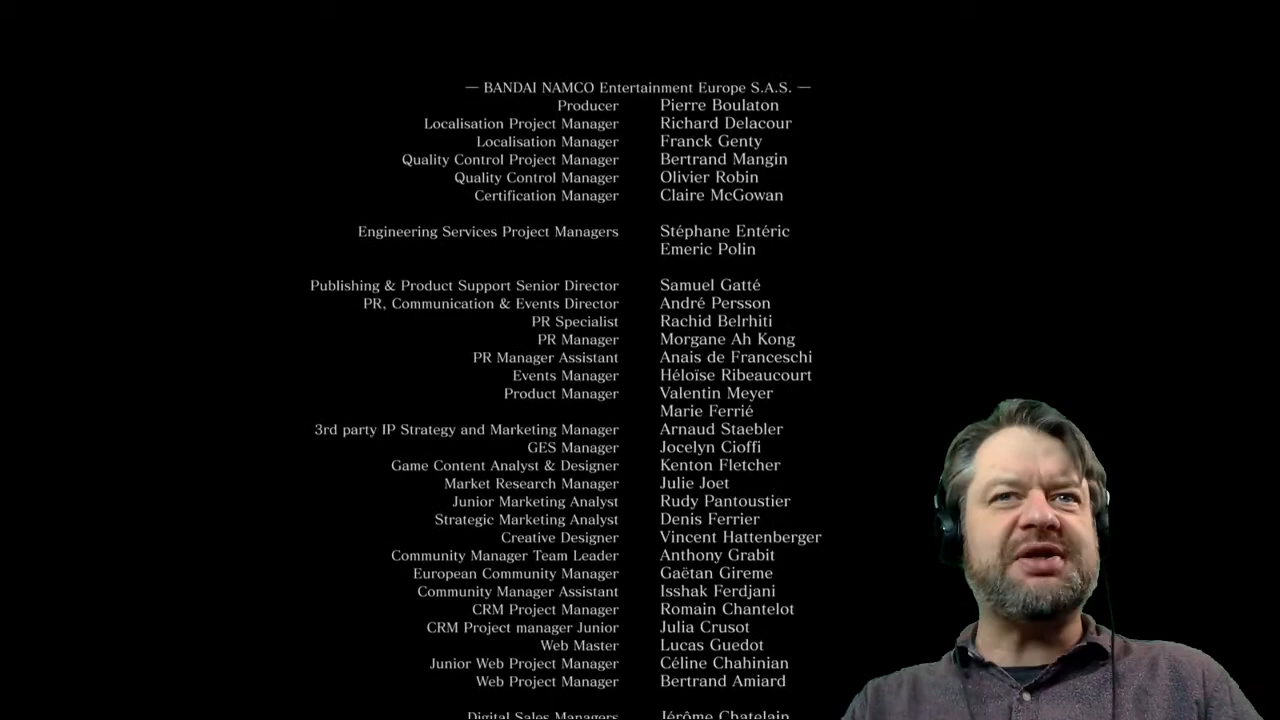 — BANDAI NAMCO Entertainment Europe S.A.S. —
Producer Pierre Boulaton
Localisation Project Manager Richard Delacour
Localisation Manager Franck Genty
Quality Control Project Manager Bertrand Mangin
Quality Control Manager Olivier Robin
Certification Manager Claire McGowan
Engineering Services Project Managers Stéphane Entéric
Emeric Polin
Publishing & Product Support Senior Director Samuel Gatté
PR, Communication & Events Director André Persson
PR Specialist Rachid Belrhiti
PR Manager Morgane Ah Kong
PR Manager Assistant Anais de Franceschi
Events Manager Héloïse Ribeaucourt
Product Manager Valentin Meyer
Marie Ferrié
3rd party IP Strategy and Marketing Manager Arnaud Staebler
GES Manager Jocelyn Cioffi
Game Content Analyst & Designer Kenton Fletcher
Market Research Manager Julie Joet
Junior Marketing Analyst Rudy Pantoustier
Strategic Marketing Analyst Denis Ferrier
Creative Designer Vincent Hattenberger
Community Manager Team Leader Anthony Grabit
European Community Manager Gaëtan Gireme
Community Manager Assistant Isshak Ferdjani
CRM Project Manager Romain Chantelot
CRM Project manager Junior Julia Crusot
Web Master Lucas Guedot
Junior Web Project Manager Céline Chahinian
Web Project Manager Bertrand Amiard
Digital Sales Managers Jérôme Chatelain